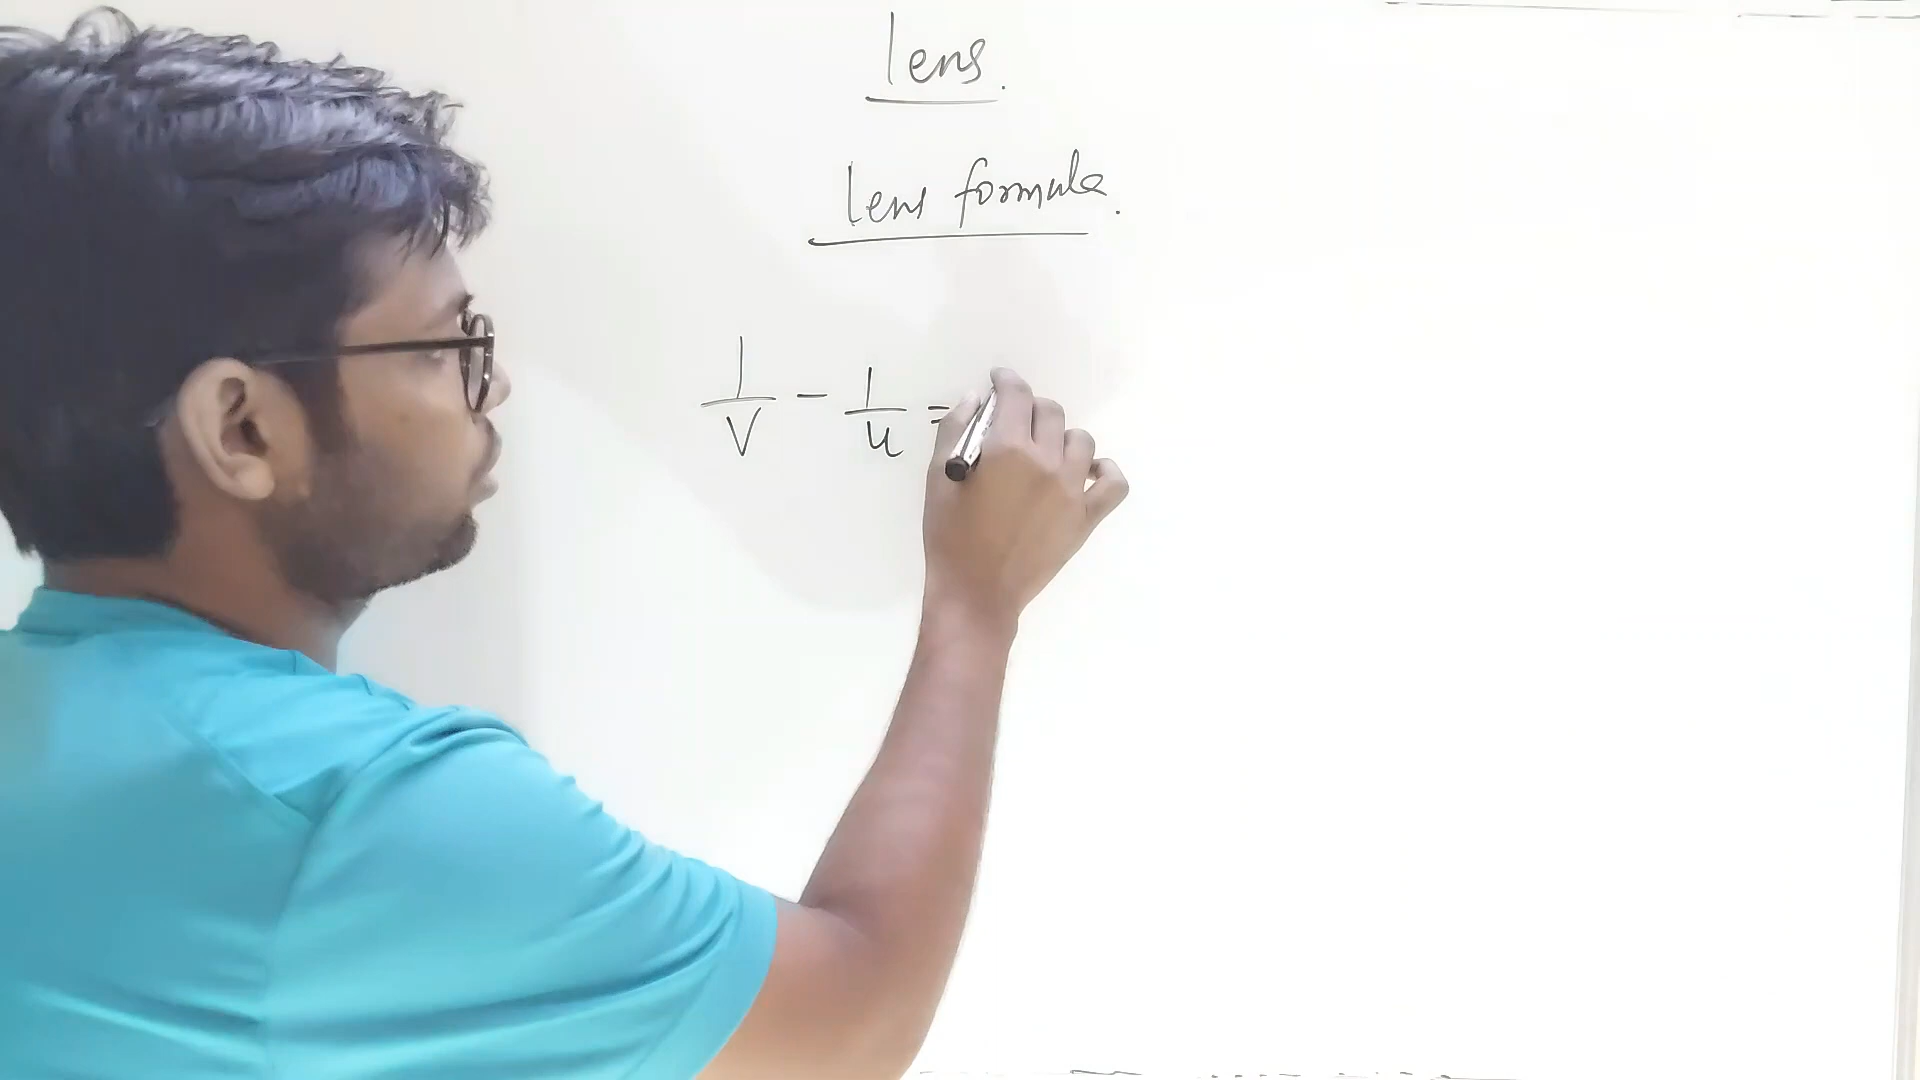 lens.
lens formula.
1/v - 1/u =